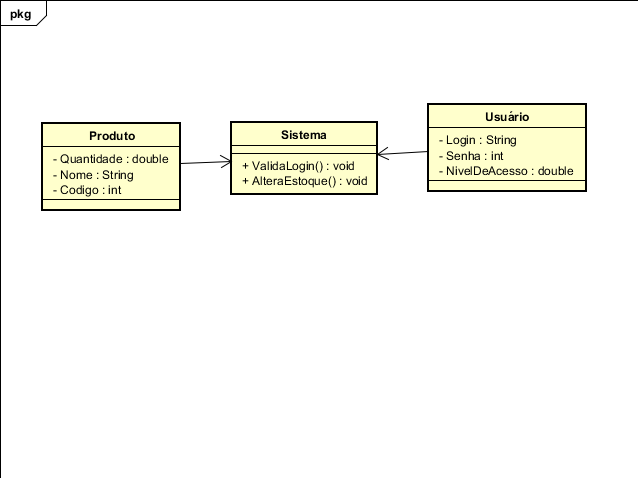 pkg
Produto
- Quantidade : double
- Nome : String
- Codigo : int
Sistema
+ ValidaLogin() : void
+ AlteraEstoque() : void
Usuário
- Login : String
- Senha : int
- NivelDeAcesso : double